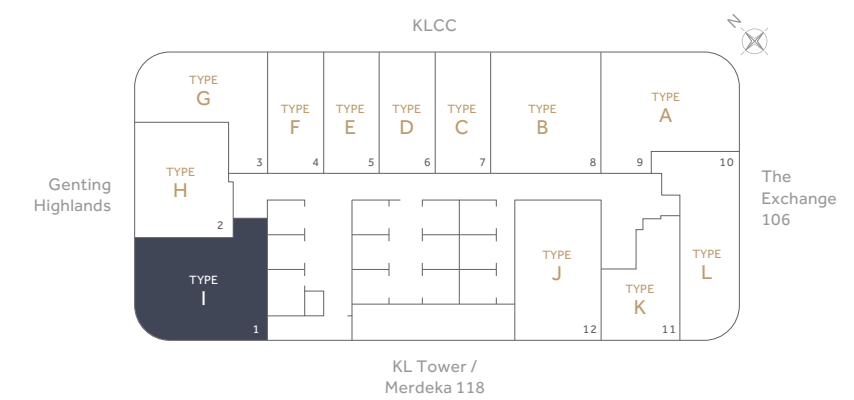 KLCC
N
TYPE
G
3
TYPE
F
4
TYPE
E
5
TYPE
D
6
TYPE
C
7
TYPE
B
8
TYPE
A
9
10
Genting
Highlands
TYPE
H
2
The
Exchange
106
TYPE
I
1
TYPE
J
12
TYPE
K
11
TYPE
L
KL Tower /
Merdeka 118